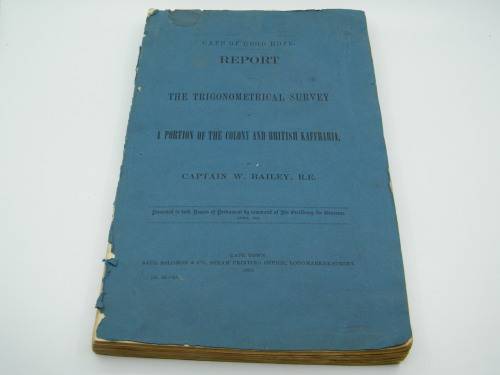 CAPE OF GOOD HOPE.
REPORT
THE TRIGONOMETRICAL SURVEY
OF
A PORTION OF THE COLONY AND BRITISH KAFFRARIA,
BY
CAPTAIN W. BAILEY, R.E.
Presented to both Houses of Parliament by command of His Excellency the Governor.
CAPE TOWN:
SAUL SOLOMON & CO., STEAM PRINTING OFFICE, LONGMARKET-STREET.